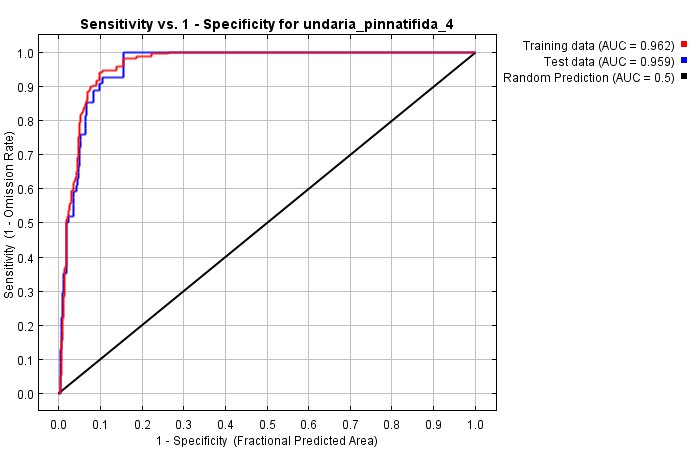 Sensitivity vs. 1 - Specificity for undaria_pinnatifida_4
Training data (AUC = 0.962)
Test data (AUC = 0.959)
Random Prediction (AUC = 0.5)
Sensitivity (1 - Omission Rate)
1.0
0.9
0.8
0.7
0.6
0.5
0.4
0.3
0.2
0.1
0.0
0.0 0.1 0.2 0.3 0.4 0.5 0.6 0.7 0.8 0.9 1.0
1 - Specificity (Fractional Predicted Area)